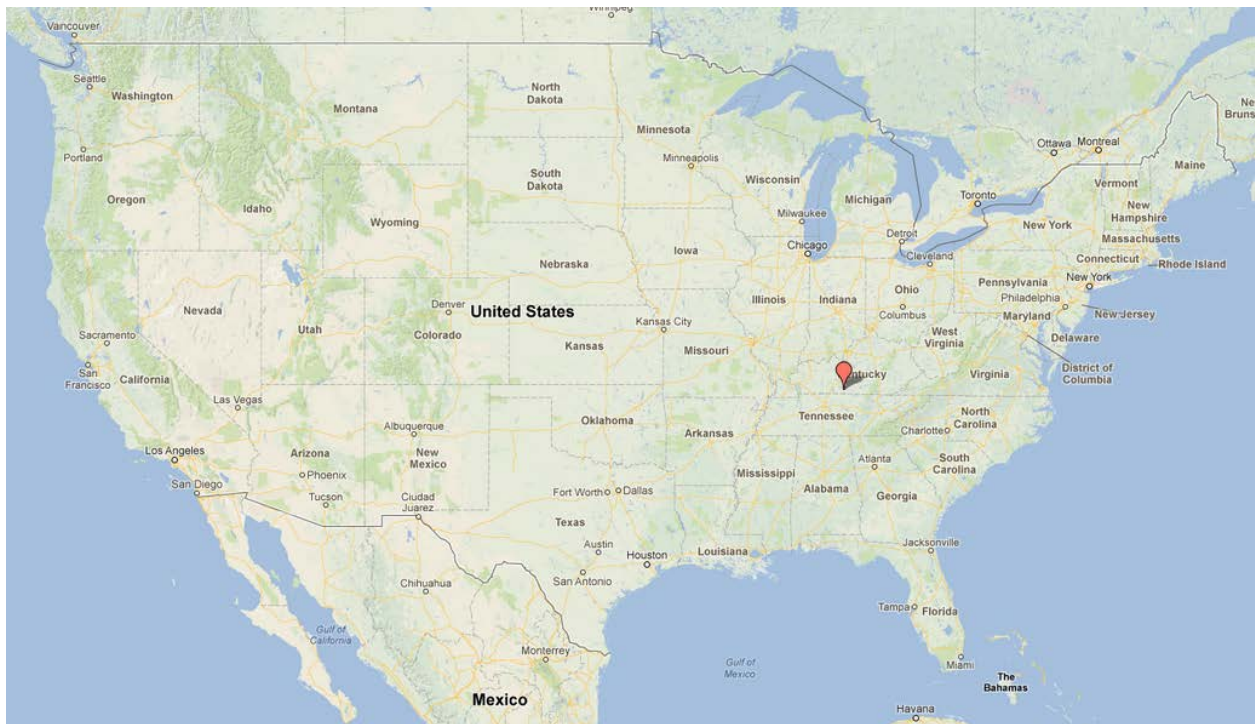 Winnipeg
Vancouver
Seattle
Washington
Montana
North
Dakota
Minnesota
Ottawa
Montreal
Maine
Portland
Minneapolis
Wisconsin
Michigan
Toronto
Vermont
New
Hampshire
Oregon
Idaho
South
Dakota
Wyoming
Milwaukee
New York
Massachusetts
Detroit
Chicago
Iowa
Cleveland
Connecticut
Rhode Island
Nebraska
Pennsylvania
New York
Nevada
Denver
United States
Illinois
Indiana
Ohio
Philadelphia
Columbus
Maryland
New Jersey
Utah
Colorado
Kansas City
Sacramento
Kansas
Missouri
West
Virginia
Delaware
San
Francisco
California
Virginia
District of
Columbia
Las Vegas
Tennessee
North
Carolina
Albuquerque
Oklahoma
Arkansas
Charlotte
Los Angeles
Arizona
New
Mexico
Atlanta
South
Carolina
Phoenix
Mississippi
San Diego
Tucson
Ciudad
Juarez
Fort Worth
Dallas
Alabama
Georgia
Texas
Austin
Houston
Louisiana
Jacksonville
Chihuahua
San Antonio
Tampa
Florida
Gulf of
California
Monterrey
Gulf of
Mexico
Miami
The
Bahamas
Mexico
Havana